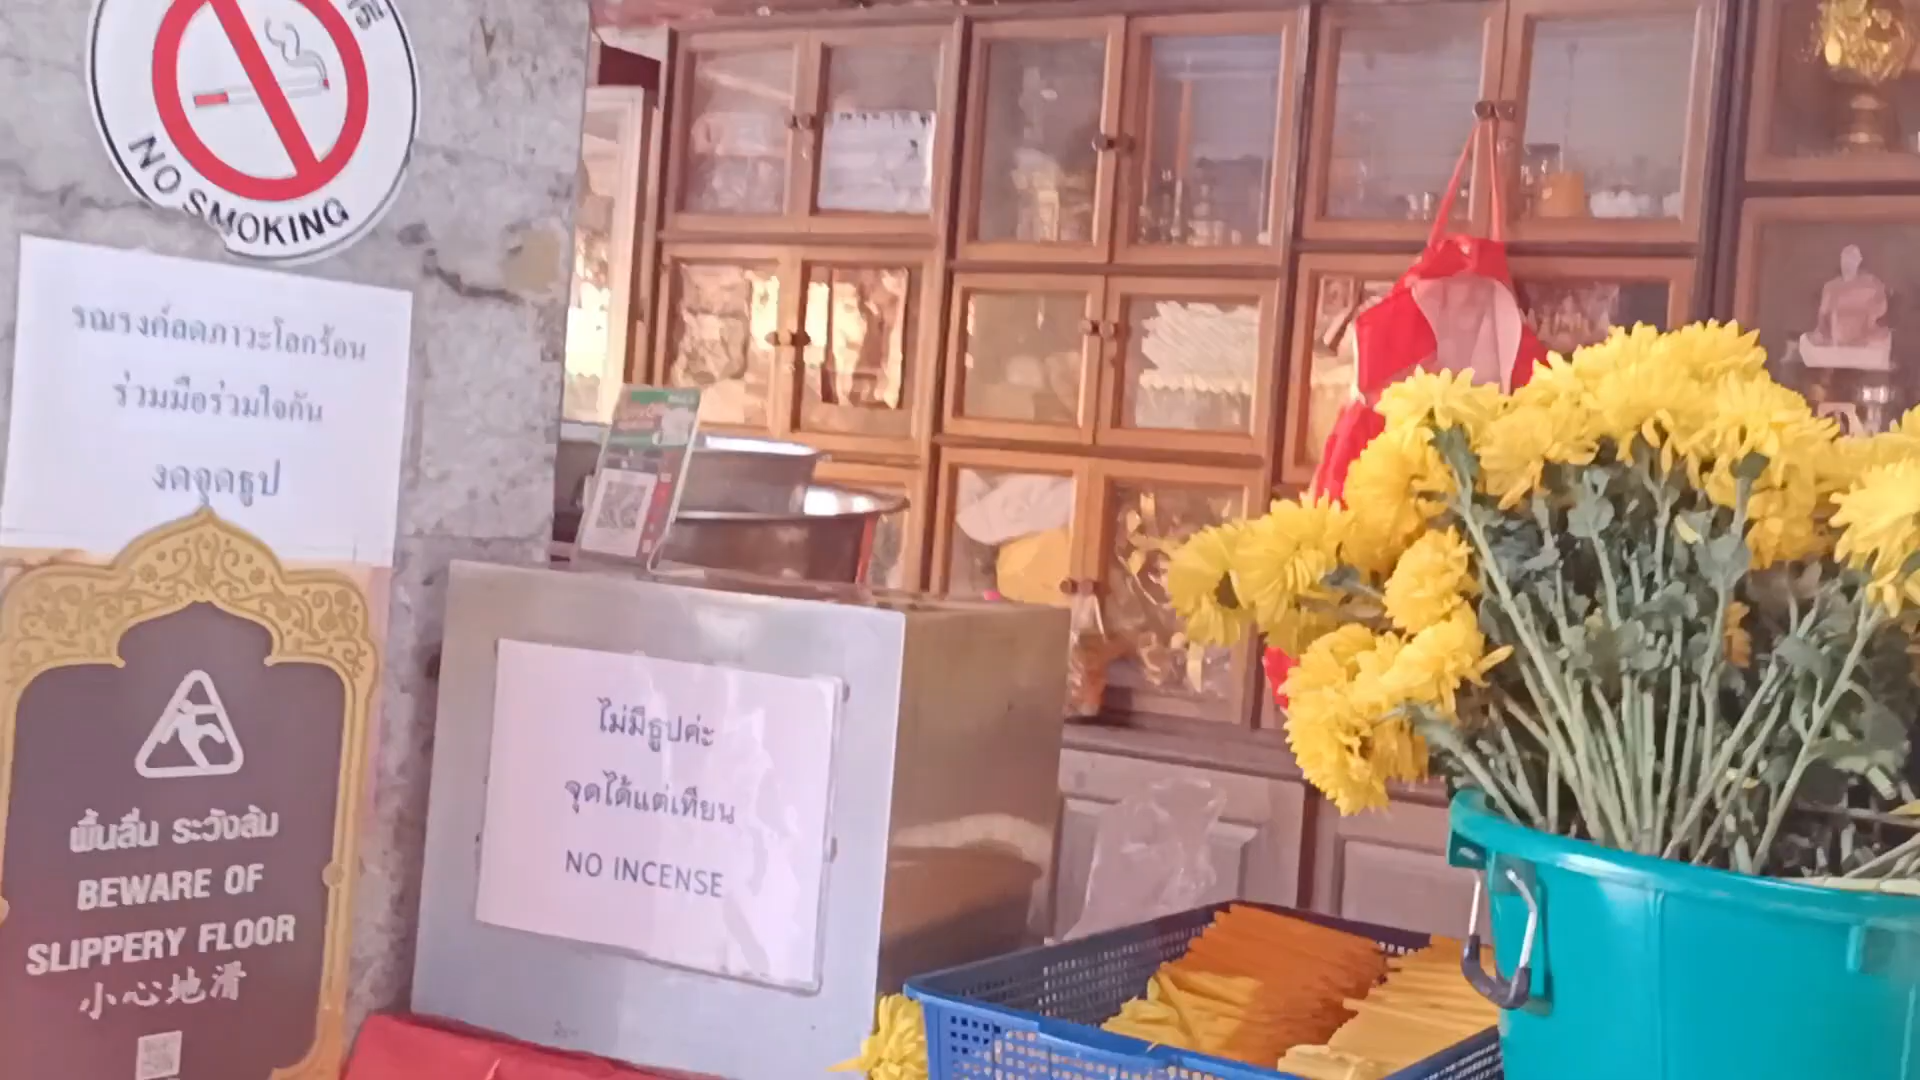 NO SMOKING
รณรงค์ลดภาวะโลกร้อน
ร่วมมือร่วมใจกัน
งดจุดธูป
พื้นลื่น ระวังล้ม
BEWARE OF
SLIPPERY FLOOR
小心地滑
ไม่มีธูปค่ะ
จุดได้แต่เทียน
NO INCENSE